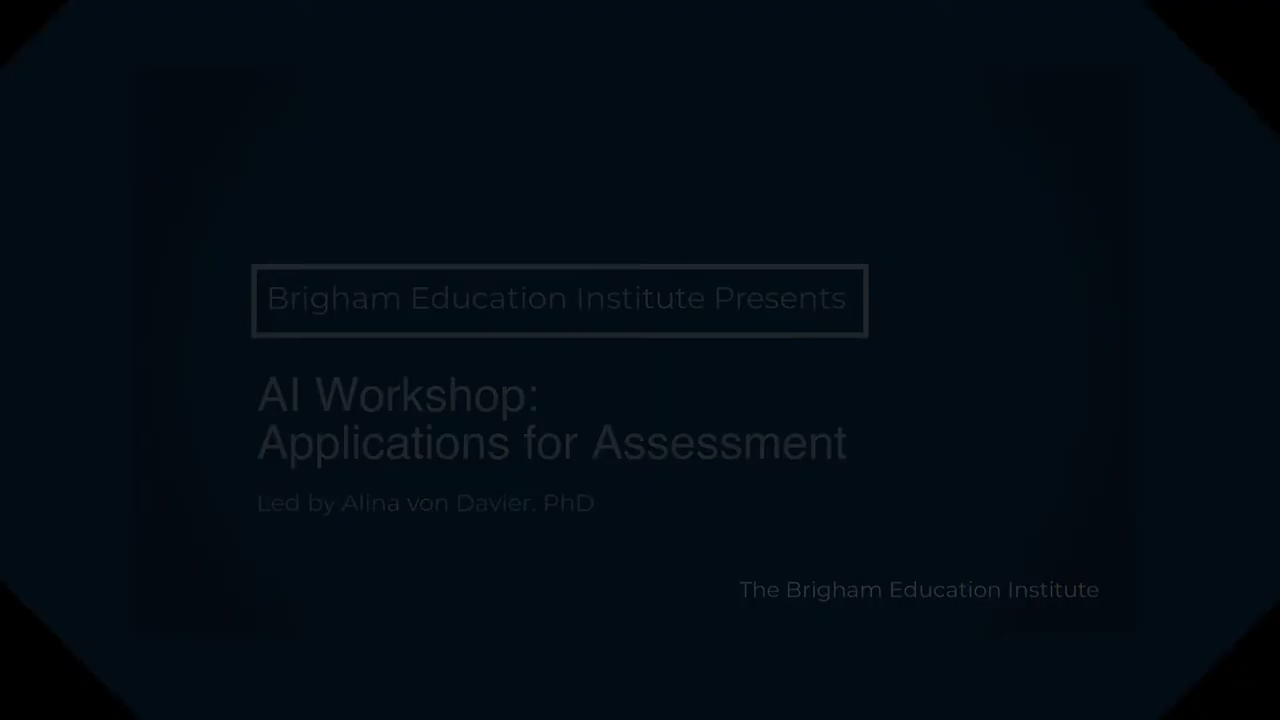 Brigham Education Institute Presents
AI Workshop:
Applications for Assessment
Led by Alina von Davier, PhD
The Brigham Education Institute